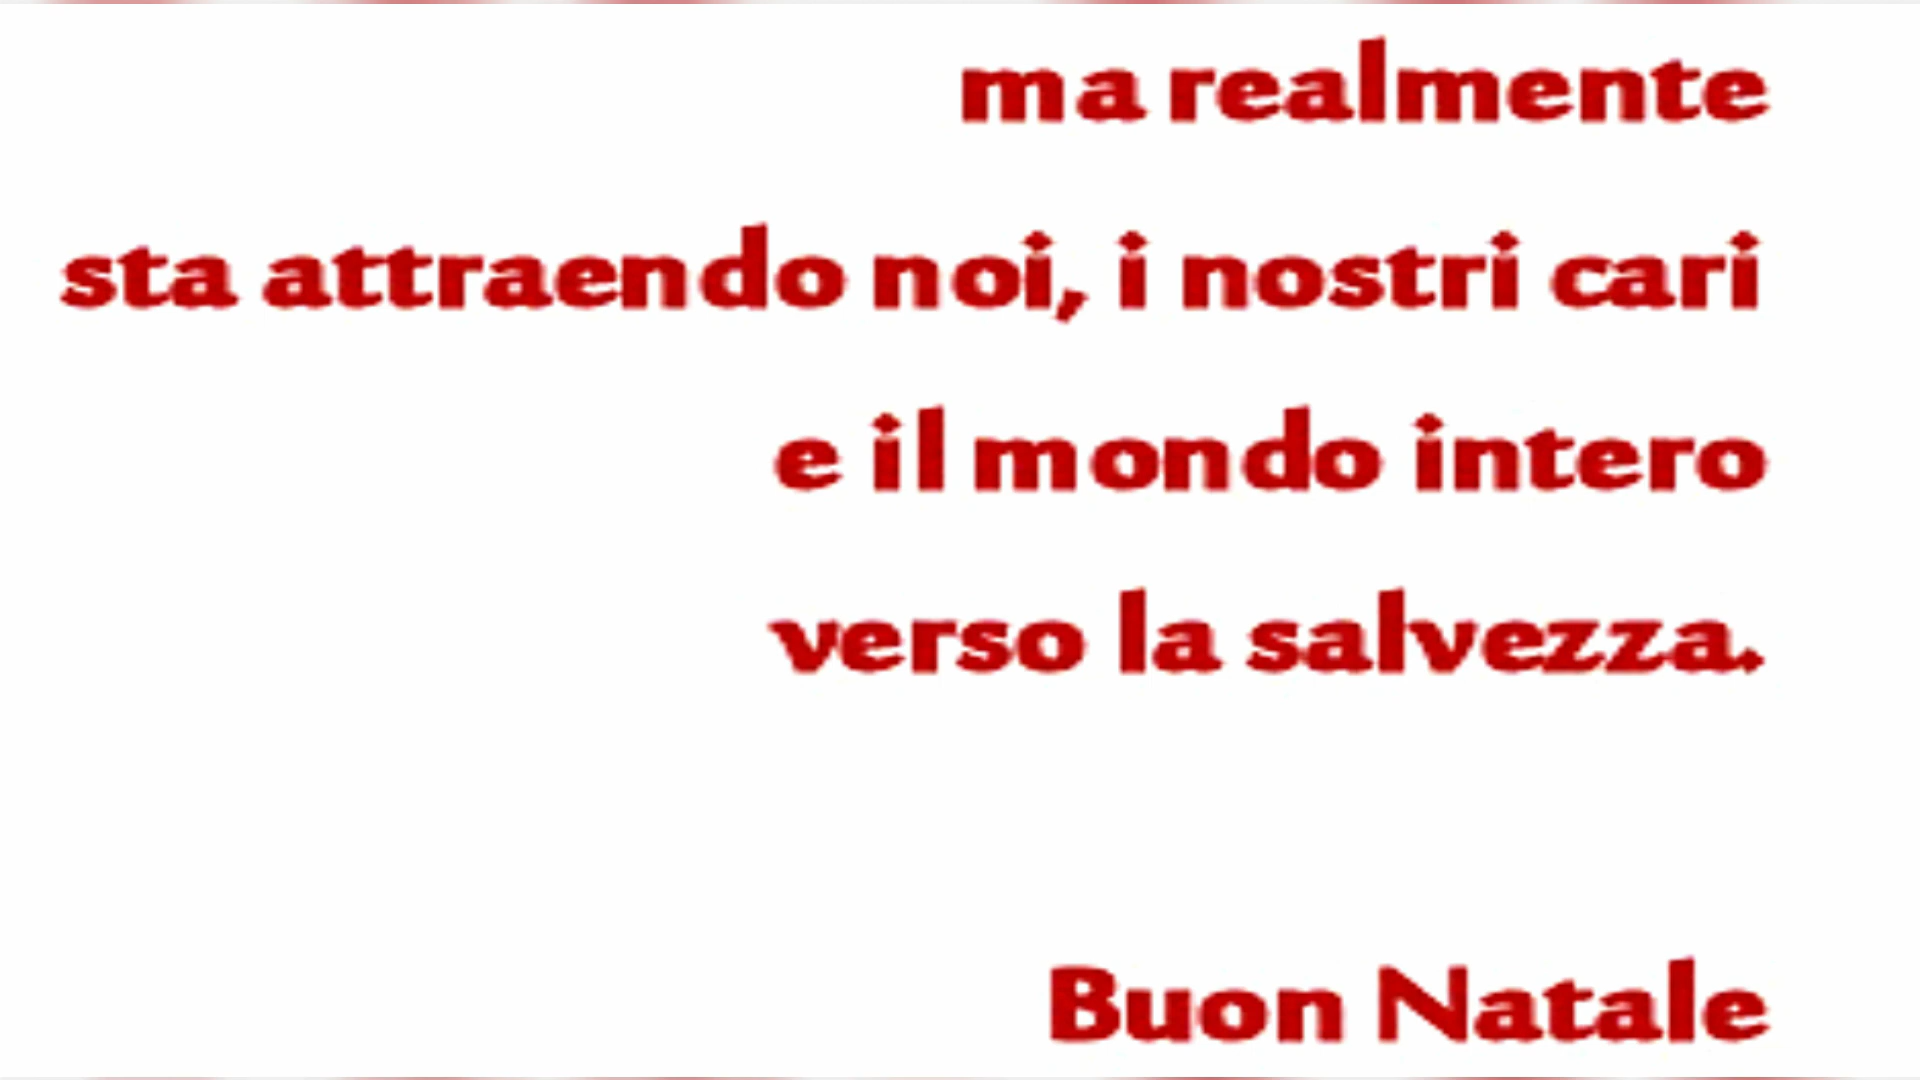 ma realmente
sta attraendo noi, i nostri cari
e il mondo intero
verso la salvezza.
Buon Natale